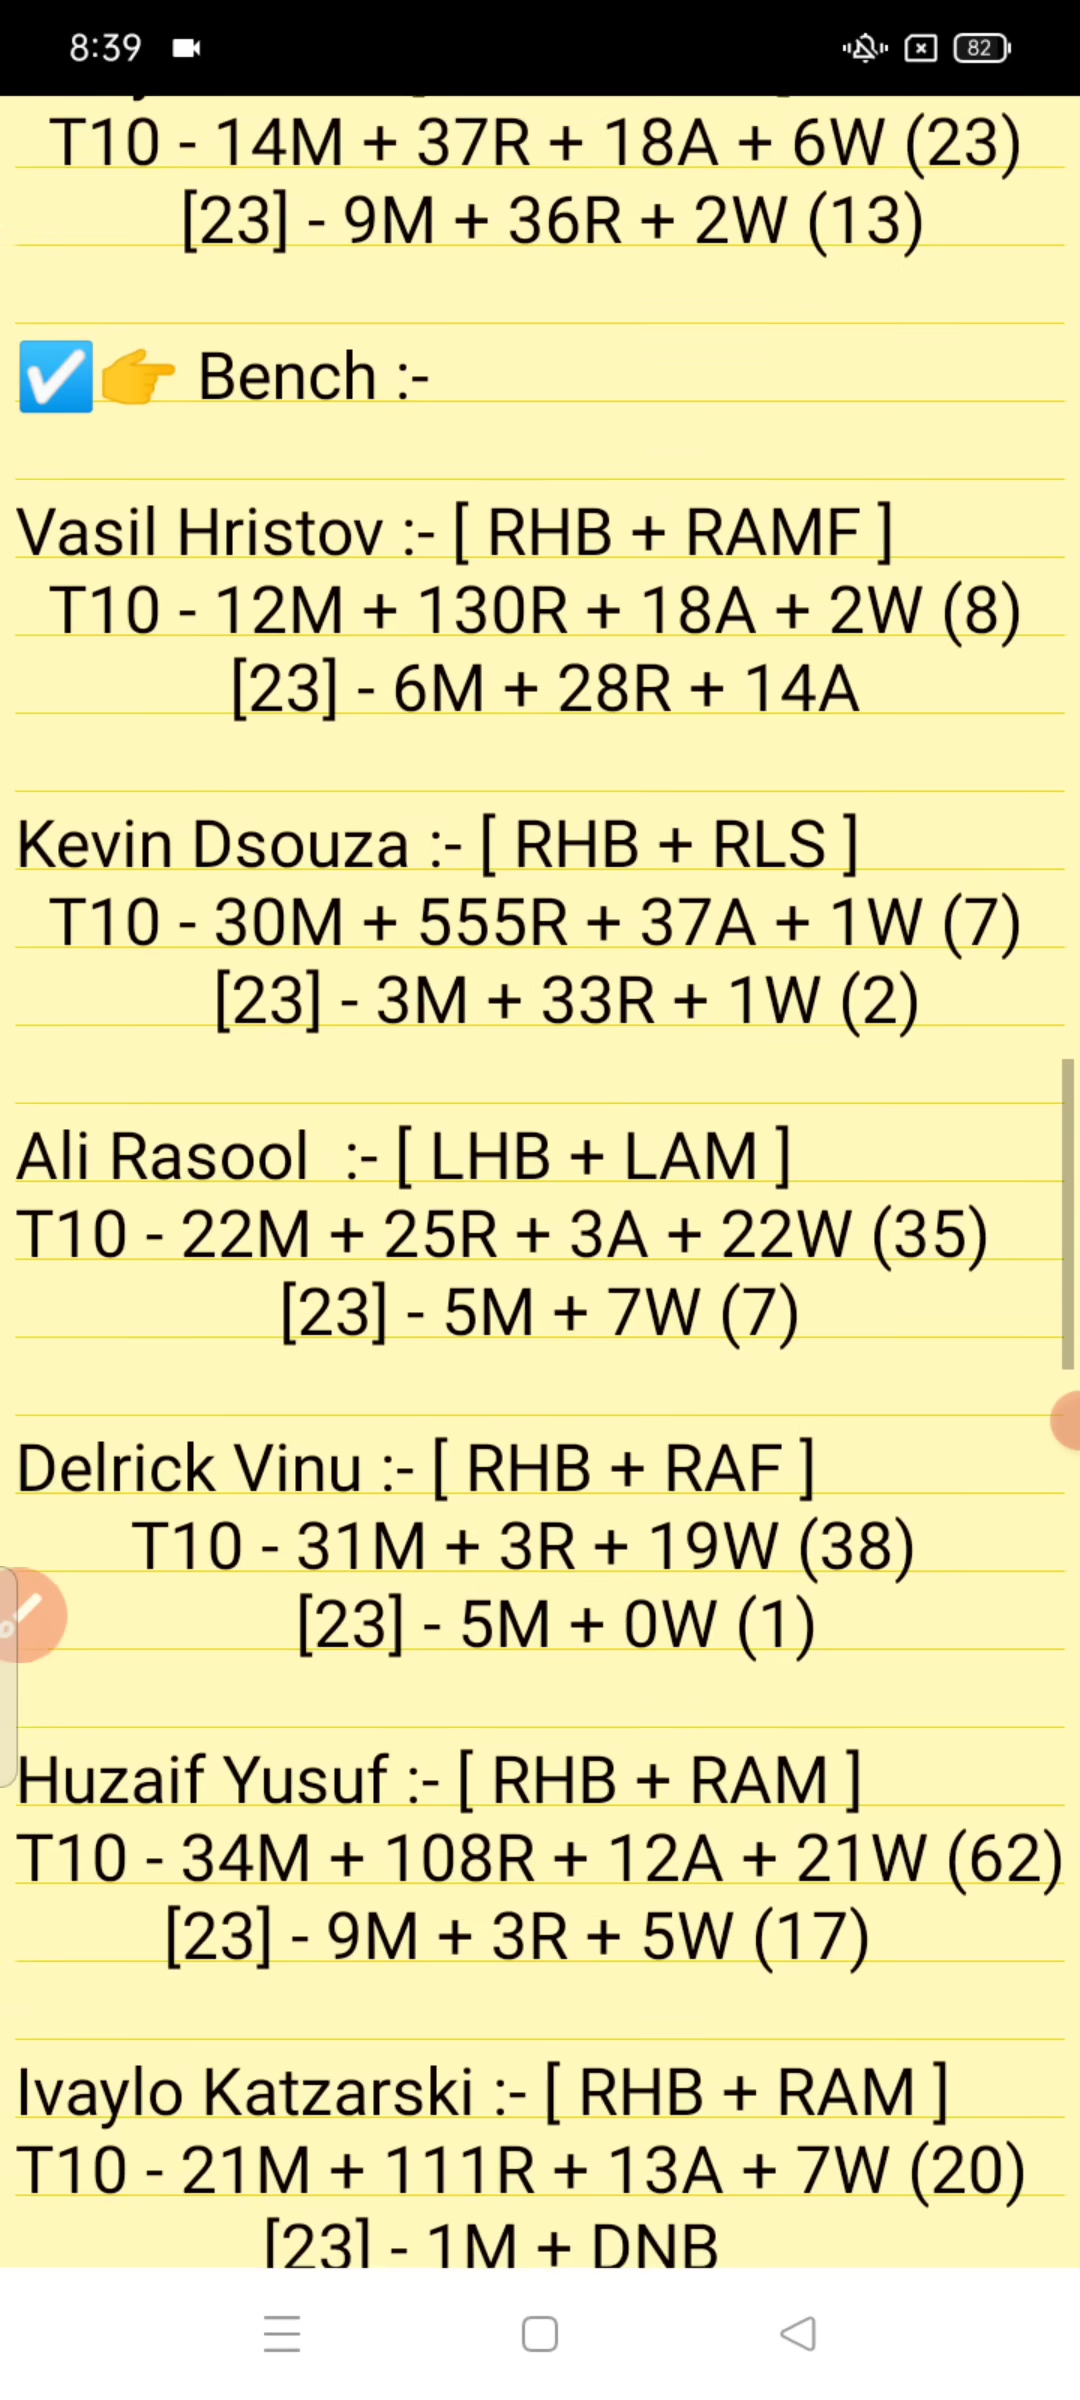 8:39
82
T10 - 14M + 37R + 18A + 6W (23)
[23] - 9M + 36R + 2W (13)
☑️👉 Bench :-
Vasil Hristov :- [ RHB + RAMF ]
T10 - 12M + 130R + 18A + 2W (8)
[23] - 6M + 28R + 14A
Kevin Dsouza :- [ RHB + RLS ]
T10 - 30M + 555R + 37A + 1W (7)
[23] - 3M + 33R + 1W (2)
Ali Rasool :- [ LHB + LAM ]
T10 - 22M + 25R + 3A + 22W (35)
[23] - 5M + 7W (7)
Delrick Vinu :- [ RHB + RAF ]
T10 - 31M + 3R + 19W (38)
[23] - 5M + 0W (1)
Huzaif Yusuf :- [ RHB + RAM ]
T10 - 34M + 108R + 12A + 21W (62)
[23] - 9M + 3R + 5W (17)
Ivaylo Katzarski :- [ RHB + RAM ]
T10 - 21M + 111R + 13A + 7W (20)
[23] - 1M + DNB